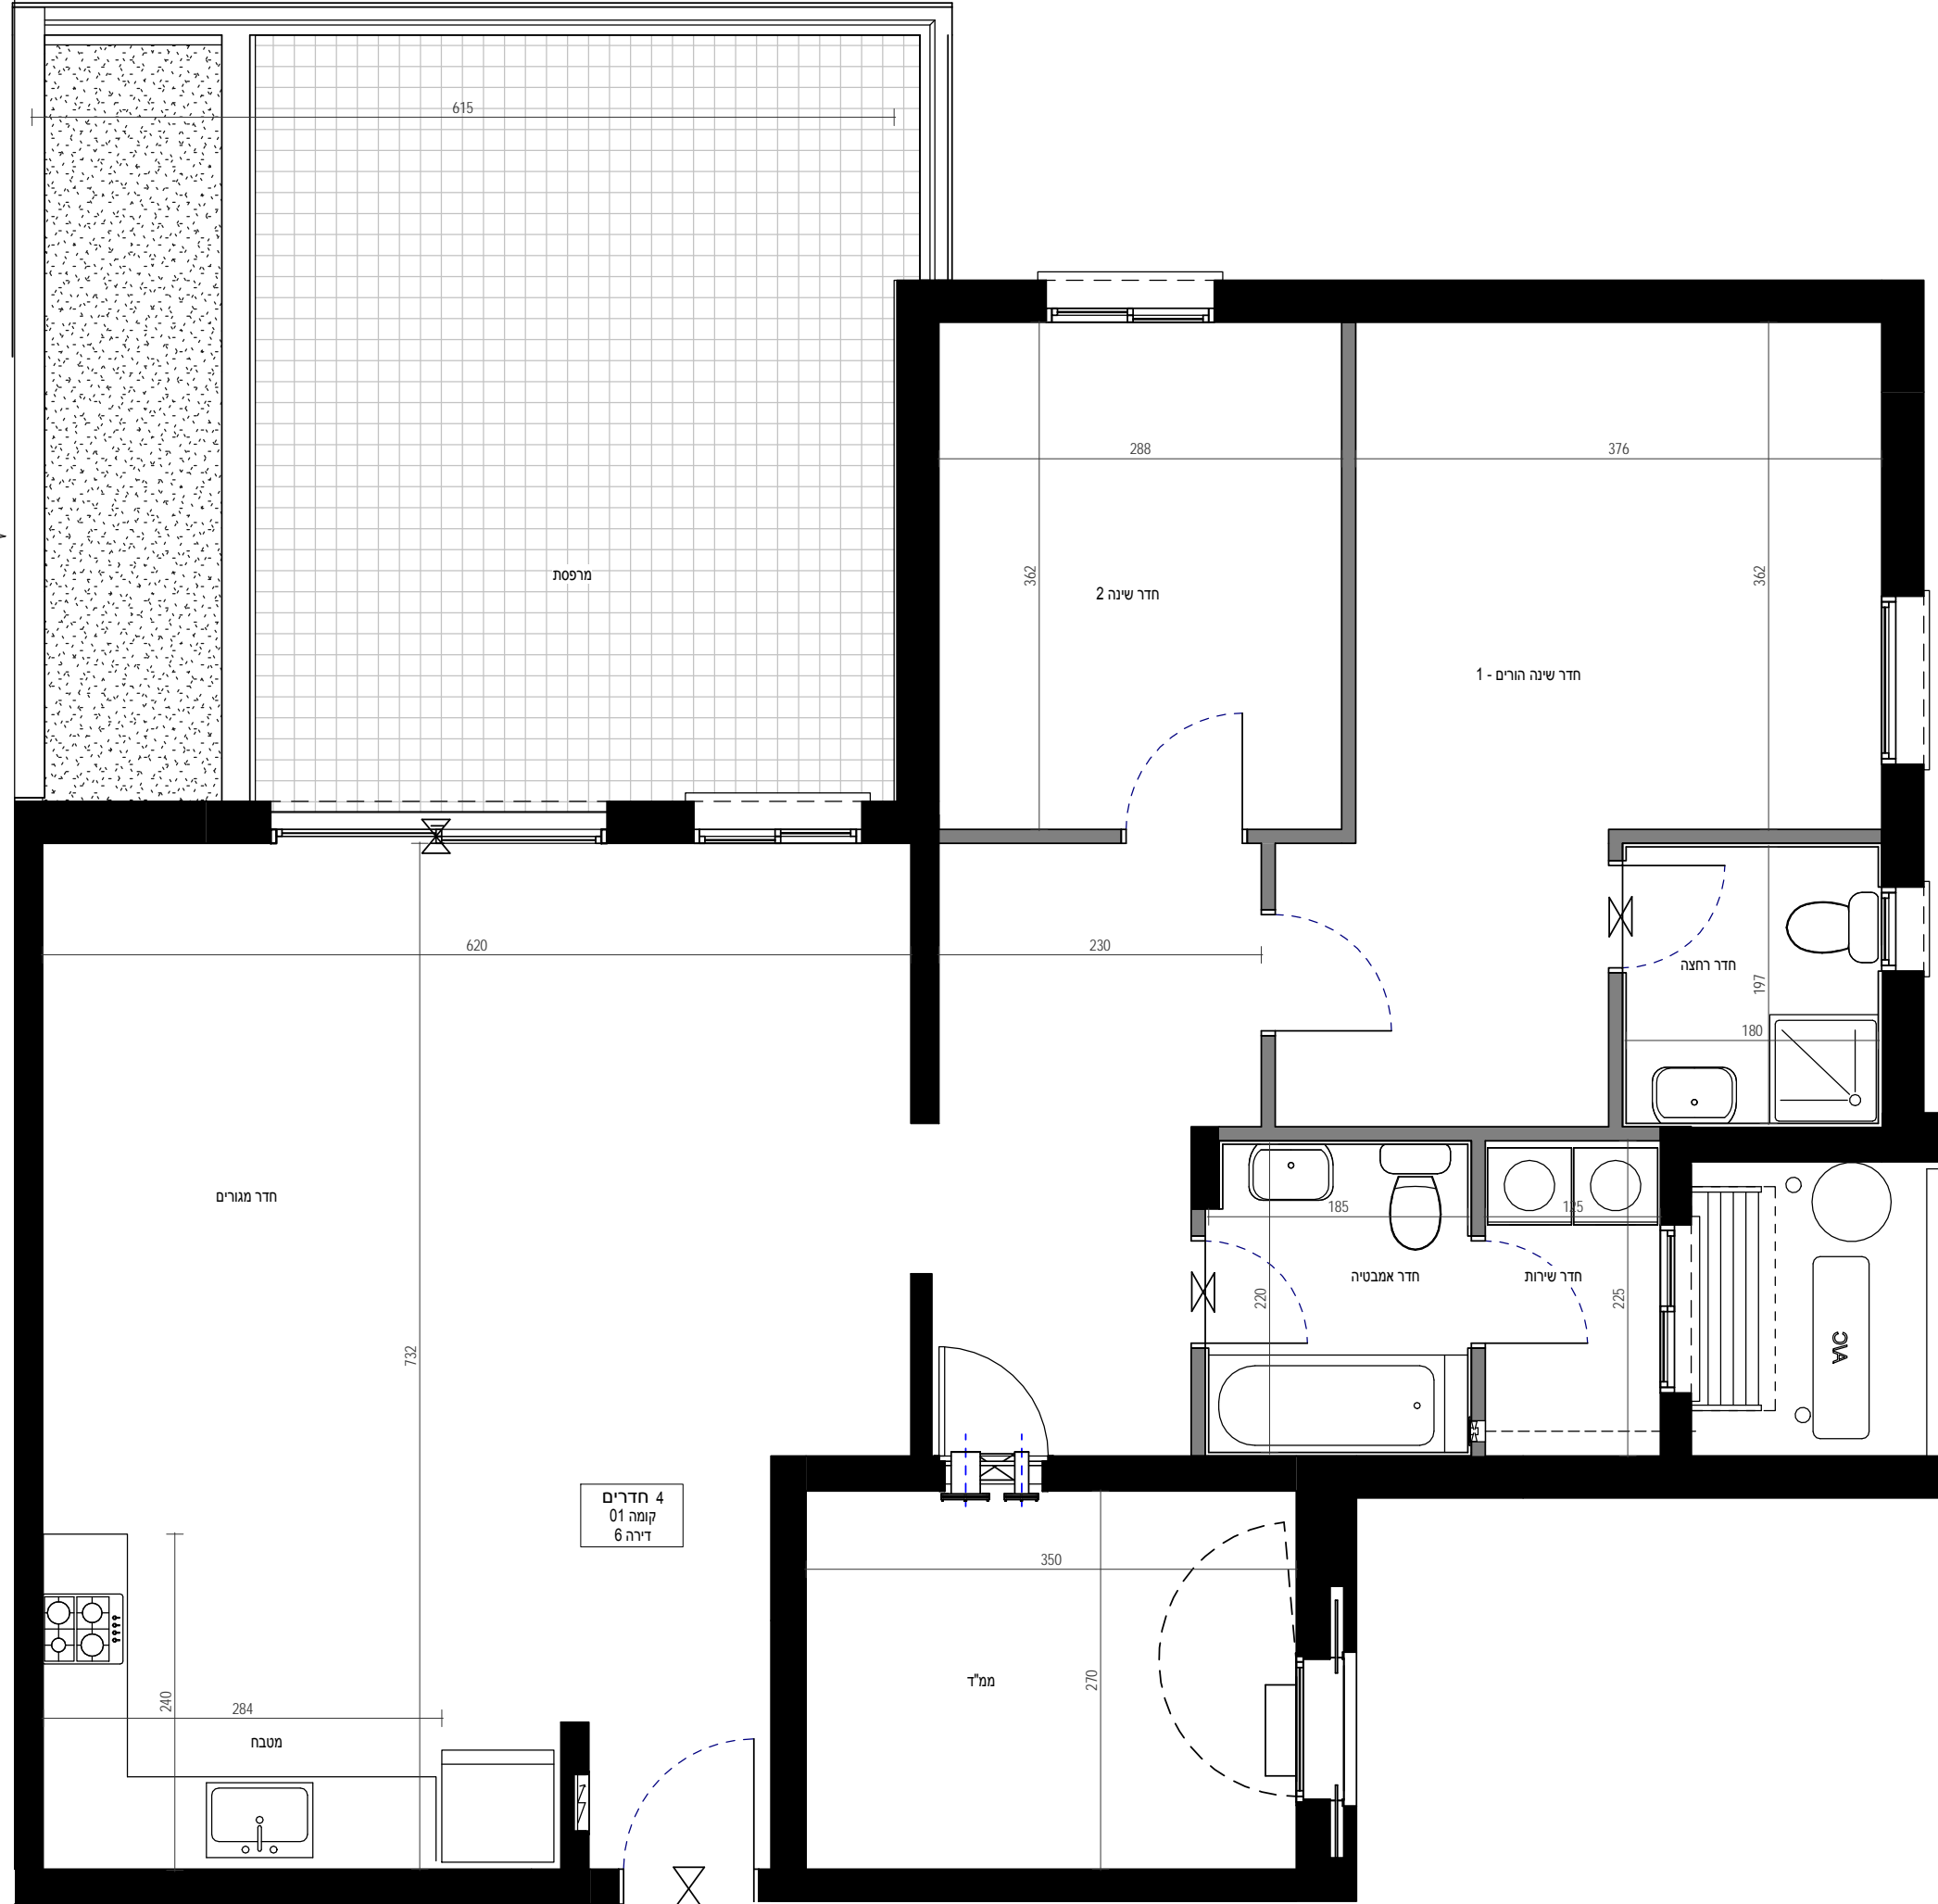 615
מרפסת
288
376
362
362
חדר שינה 2
חדר שינה הורים - 1
620
230
חדר רחצה
197
180
חדר מגורים
185
125
חדר אמבטיה
חדר שירות
220
225
A/C
732
4 חדרים
קומה 01
דירה 6
350
270
ממ"ד
240
284
מטבח